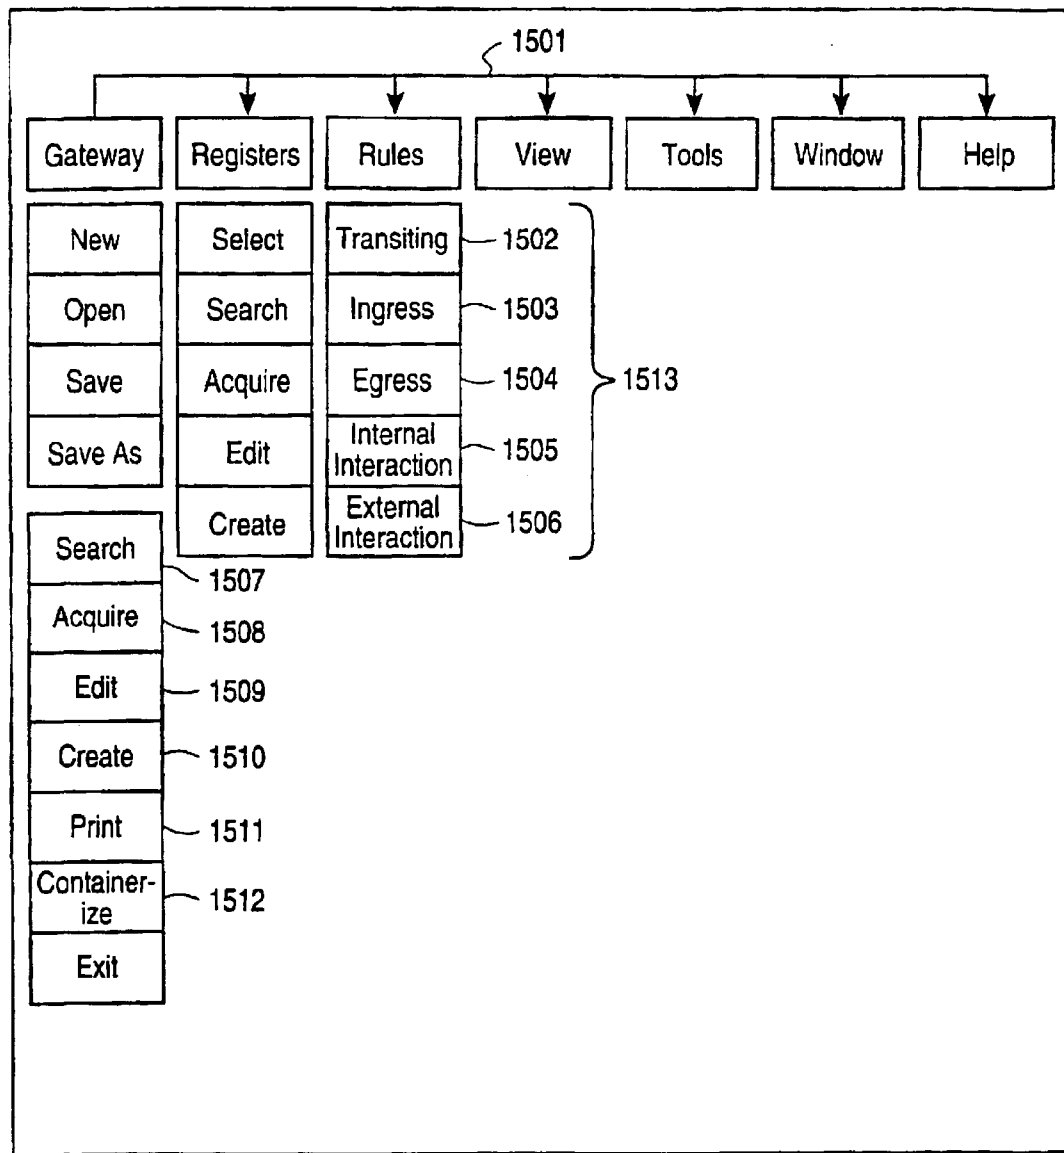 1501
Gateway
Registers
Rules
View
Tools
Window
Help
New
Select
Transiting
1502
Open
Search
Ingress
1503
Save
Acquire
Egress
1504
1513
Save As
Edit
Internal
Interaction
1505
Create
External
Interaction
1506
Search
1507
Acquire
1508
Edit
1509
Create
1510
Print
1511
Container-
ize
1512
Exit